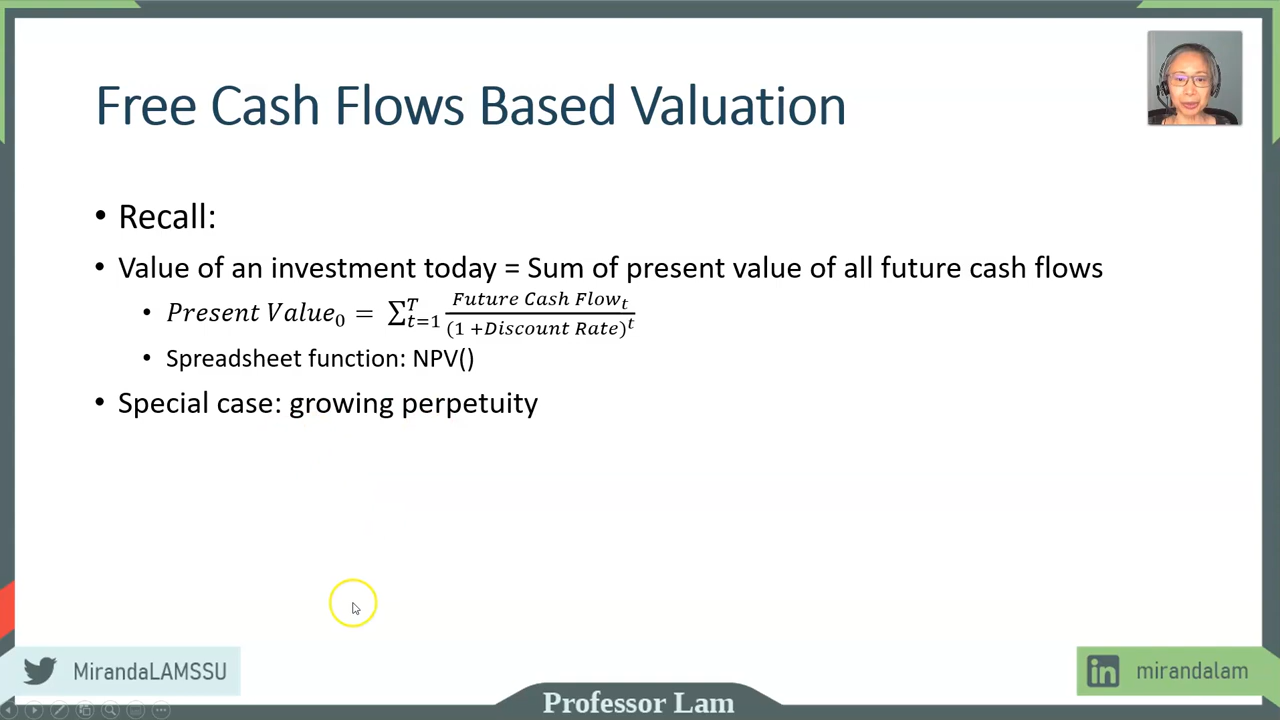 Free Cash Flows Based Valuation
• Recall:
• Value of an investment today = Sum of present value of all future cash flows
• Present Value₀ = ∑ᵀₜ₌₁ Future Cash Flowₜ / (1 +Discount Rate)ᵗ
• Spreadsheet function: NPV()
• Special case: growing perpetuity
MirandaLAMSSU
in mirandalam
Professor Lam